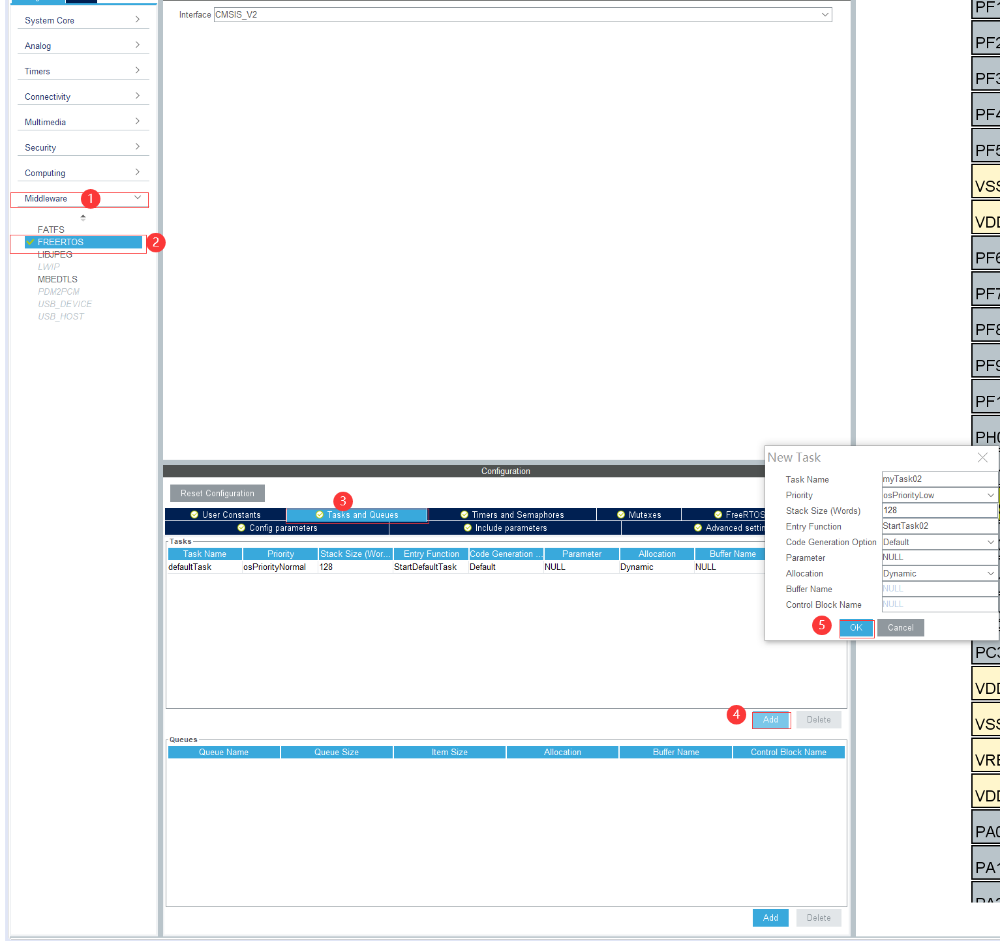 Interface CMSIS_V2
System Core
Analog
Timers
Connectivity
Multimedia
Security
Computing
Middleware 1
FATFS
FREERTOS 2
LIBJPEG
LWIP
MBEDTLS
PDM2PCM
USB_DEVICE
USB_HOST
Configuration
Reset Configuration
3
User Constants Tasks and Queues Timers and Semaphores Mutexes FreeRTOS
Config parameters Include parameters Advanced settin
Tasks
Task Name Priority Stack Size (Wor... Entry Function Code Generation ... Parameter Allocation Buffer Name
defaultTask osPriorityNormal 128 StartDefaultTask Default NULL Dynamic NULL
4 Add Delete
Queues
Queue Name Queue Size Item Size Allocation Buffer Name Control Block Name
Add Delete
New Task
Task Name myTask02
Priority osPriorityLow
Stack Size (Words) 128
Entry Function StartTask02
Code Generation Option Default
Parameter NULL
Allocation Dynamic
Buffer Name NULL
Control Block Name NULL
5 OK Cancel
PF1
PF2
PF3
PF4
PF5
VSS
VDD
PF6
PF7
PF8
PF9
PF1
PH0
PC3
VDD
VSS
VRE
VDD
PA0
PA1